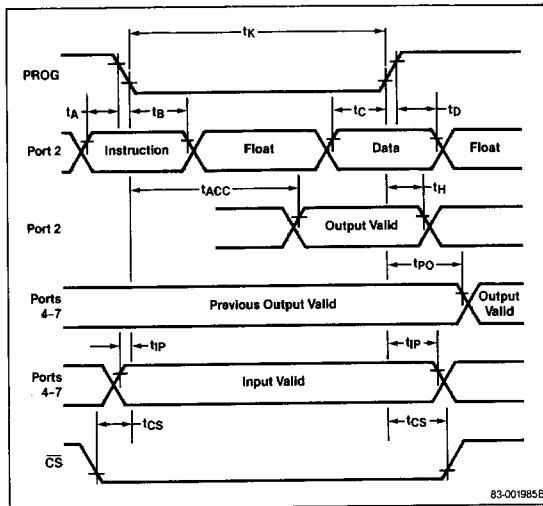 tK
PROG
tA
tB
tC
tD
Port 2
Instruction
Float
Data
Float
tACC
tH
Port 2
Output Valid
tPO
Ports
4-7
Previous Output Valid
Output
Valid
tIP
tIP
Ports
4-7
Input Valid
tCS
tCS
CS
83-001985B